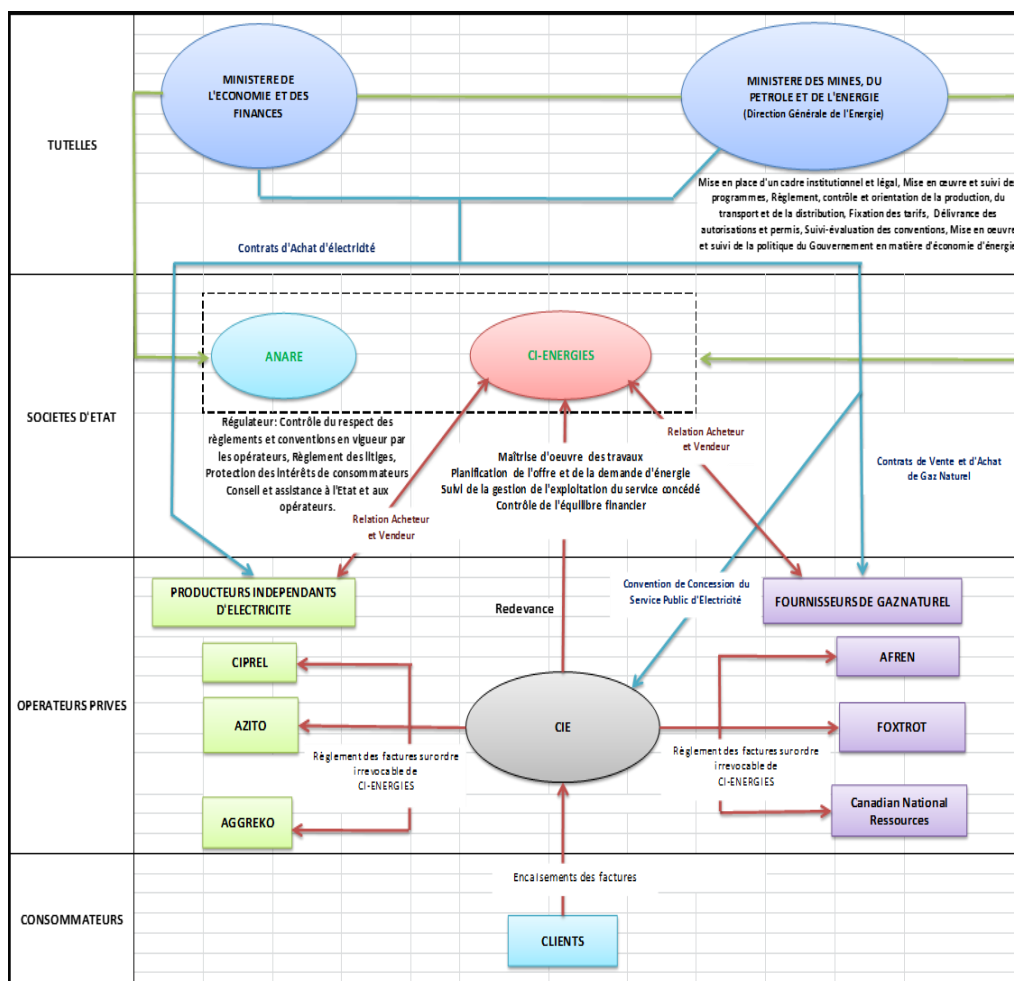 TUTELLES
MINISTERE DE
L'ECONOMIE ET DES
FINANCES
MINISTERE DES MINES, DU
PETROLE ET DE L'ENERGIE
(Direction Générale de l'Energie)
Mise en place d'un cadre institutionnel et légal, Mise en œuvre et suivi de
programmes, Règlement, contrôle et orientation de la production, du
transport et de la distribution, Fixation des tarifs, Délivrance des
autorisations et permis, Suivi-évaluation des conventions, Mise en oeuvre
et suivi de la politique du Gouvernement en matière d'économie d'énergie
Contrats d'Achat d'électricité
SOCIETES D'ETAT
ANARE
CI-ENERGIES
Régulateur: Contrôle du respect des
règlements et conventions en vigueur par
les opérateurs, Règlement des litiges,
Protection des intérêts de consommateurs
Conseil et assistance à l'Etat et aux
opérateurs.
Maîtrise d'oeuvre des travaux
Planification de l'offre et de la demande d'énergie
Suivi de la gestion de l'exploitation du service concédé
Contrôle de l'équilibre financier
Relation Acheteur
et Vendeur
Relation Acheteur
et Vendeur
Contrats de Vente et d'Achat
de Gaz Naturel
OPERATEURS PRIVES
PRODUCTEURS INDEPENDANTS
D'ELECTRICITE
Redevance
Convention de Concession du
Service Public d'Electricité
FOURNISSEURS DE GAZ NATUREL
CIPREL
AZITO
AGGREKO
Règlement des factures sur ordre
irrevocable de
CI-ENERGIES
CIE
Règlement des factures sur ordre
irrevocable de
CI-ENERGIES
AFREN
FOXTROT
Canadian National
Ressources
CONSOMMATEURS
Encaisements des factures
CLIENTS